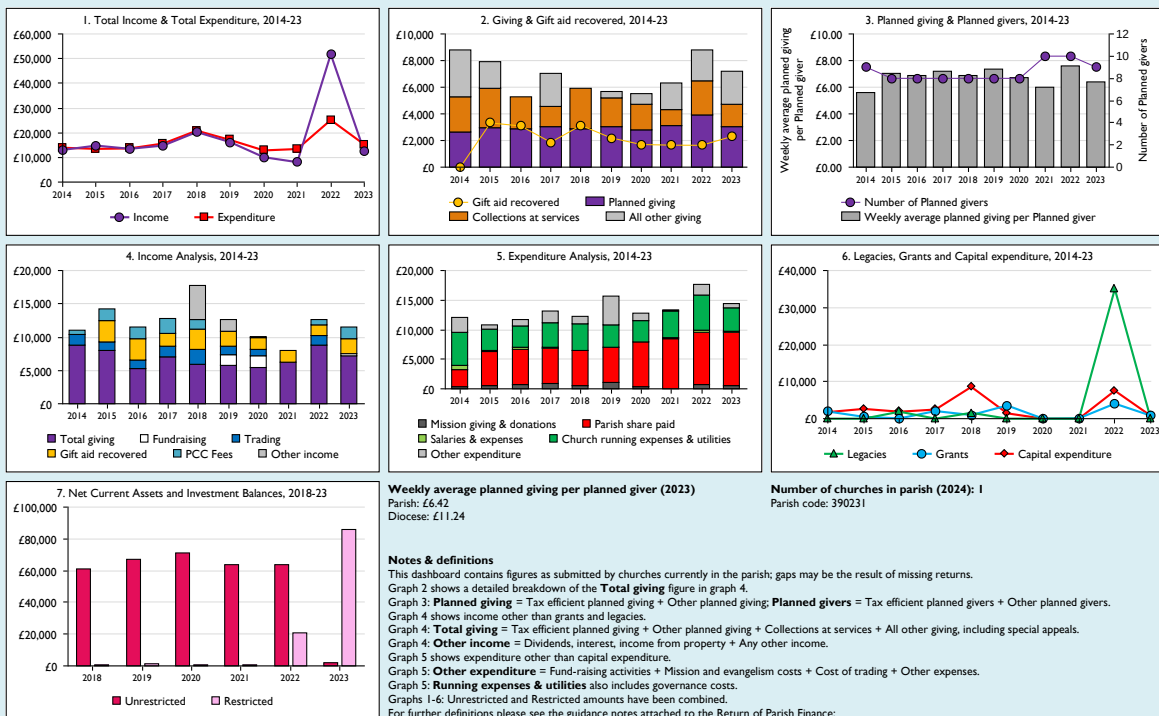 1. Total Income & Total Expenditure, 2014-23
£60,000
£50,000
£40,000
£30,000
£20,000
£10,000
£0
2014 2015 2016 2017 2018 2019 2020 2021 2022 2023
Income Expenditure
2. Giving & Gift aid recovered, 2014-23
£10,000
£8,000
£6,000
£4,000
£2,000
£0
2014 2015 2016 2017 2018 2019 2020 2021 2022 2023
Gift aid recovered Planned giving
Collections at services All other giving
3. Planned giving & Planned givers, 2014-23
Weekly average planned giving
per Planned giver
£10.00
£8.00
£6.00
£4.00
£2.00
£0.00
12
10
8
6
4
2
0
Number of Planned givers
2014 2015 2016 2017 2018 2019 2020 2021 2022 2023
Number of Planned givers
Weekly average planned giving per Planned giver
4. Income Analysis, 2014-23
£20,000
£15,000
£10,000
£5,000
£0
2014 2015 2016 2017 2018 2019 2020 2021 2022 2023
Total giving Fundraising Trading
Gift aid recovered PCC Fees Other income
5. Expenditure Analysis, 2014-23
£20,000
£15,000
£10,000
£5,000
£0
2014 2015 2016 2017 2018 2019 2020 2021 2022 2023
Mission giving & donations Parish share paid
Salaries & expenses Church running expenses & utilities
Other expenditure
6. Legacies, Grants and Capital expenditure, 2014-23
£40,000
£30,000
£20,000
£10,000
£0
2014 2015 2016 2017 2018 2019 2020 2021 2022 2023
Legacies Grants Capital expenditure
7. Net Current Assets and Investment Balances, 2018-23
£100,000
£80,000
£60,000
£40,000
£20,000
£0
2018 2019 2020 2021 2022 2023
Unrestricted Restricted
Weekly average planned giving per planned giver (2023)
Parish: £6.42
Diocese: £11.24
Number of churches in parish (2024): 1
Parish code: 390231
Notes & definitions
This dashboard contains figures as submitted by churches currently in the parish; gaps may be the result of missing returns.
Graph 2 shows a detailed breakdown of the Total giving figure in graph 4.
Graph 3: Planned giving = Tax efficient planned giving + Other planned giving; Planned givers = Tax efficient planned givers + Other planned givers.
Graph 4 shows income other than grants and legacies.
Graph 4: Total giving = Tax efficient planned giving + Other planned giving + Collections at services + All other giving, including special appeals.
Graph 4: Other income = Dividends, interest, income from property + Any other income.
Graph 5 shows expenditure other than capital expenditure.
Graph 5: Other expenditure = Fund-raising activities + Mission and evangelism costs + Cost of trading + Other expenses.
Graph 5: Running expenses & utilities also includes governance costs.
Graphs 1-6: Unrestricted and Restricted amounts have been combined.
For further definitions please see the guidance notes attached to the Return of Parish Finance: